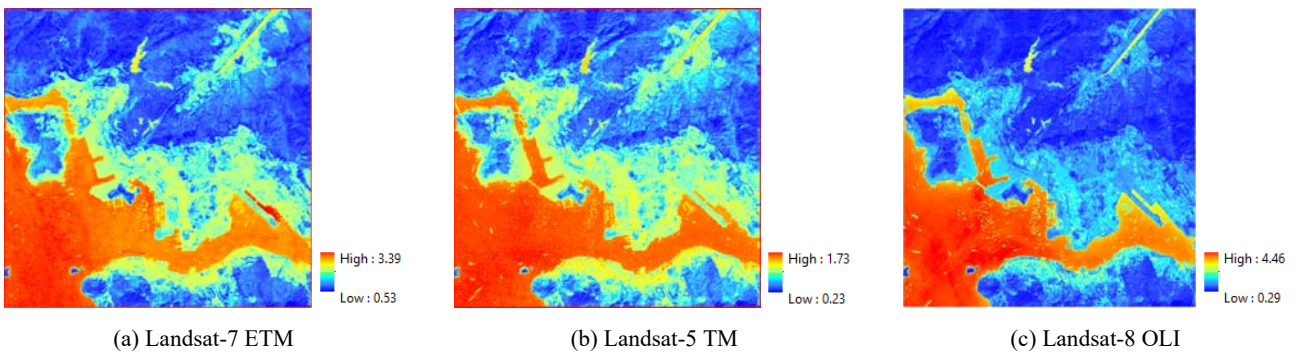 High : 3.39
Low : 0.53
High : 1.73
Low : 0.23
High : 4.46
Low : 0.29
(a) Landsat-7 ETM
(b) Landsat-5 TM
(c) Landsat-8 OLI